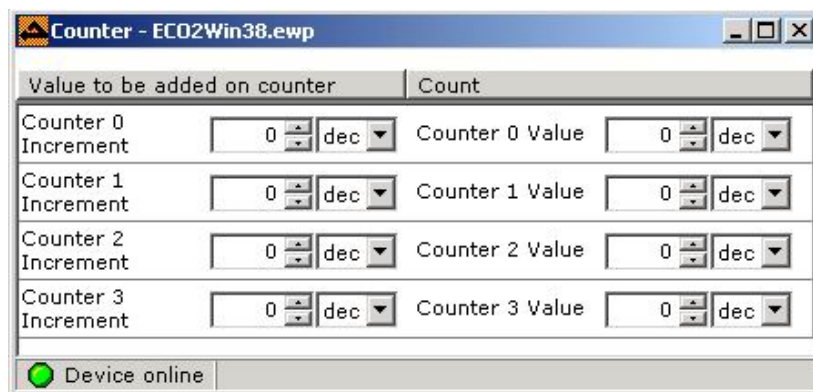 Counter - ECO2Win38.ewp
Value to be added on counter Count
Counter 0
Increment 0 dec Counter 0 Value 0 dec
Counter 1
Increment 0 dec Counter 1 Value 0 dec
Counter 2
Increment 0 dec Counter 2 Value 0 dec
Counter 3
Increment 0 dec Counter 3 Value 0 dec
Device online